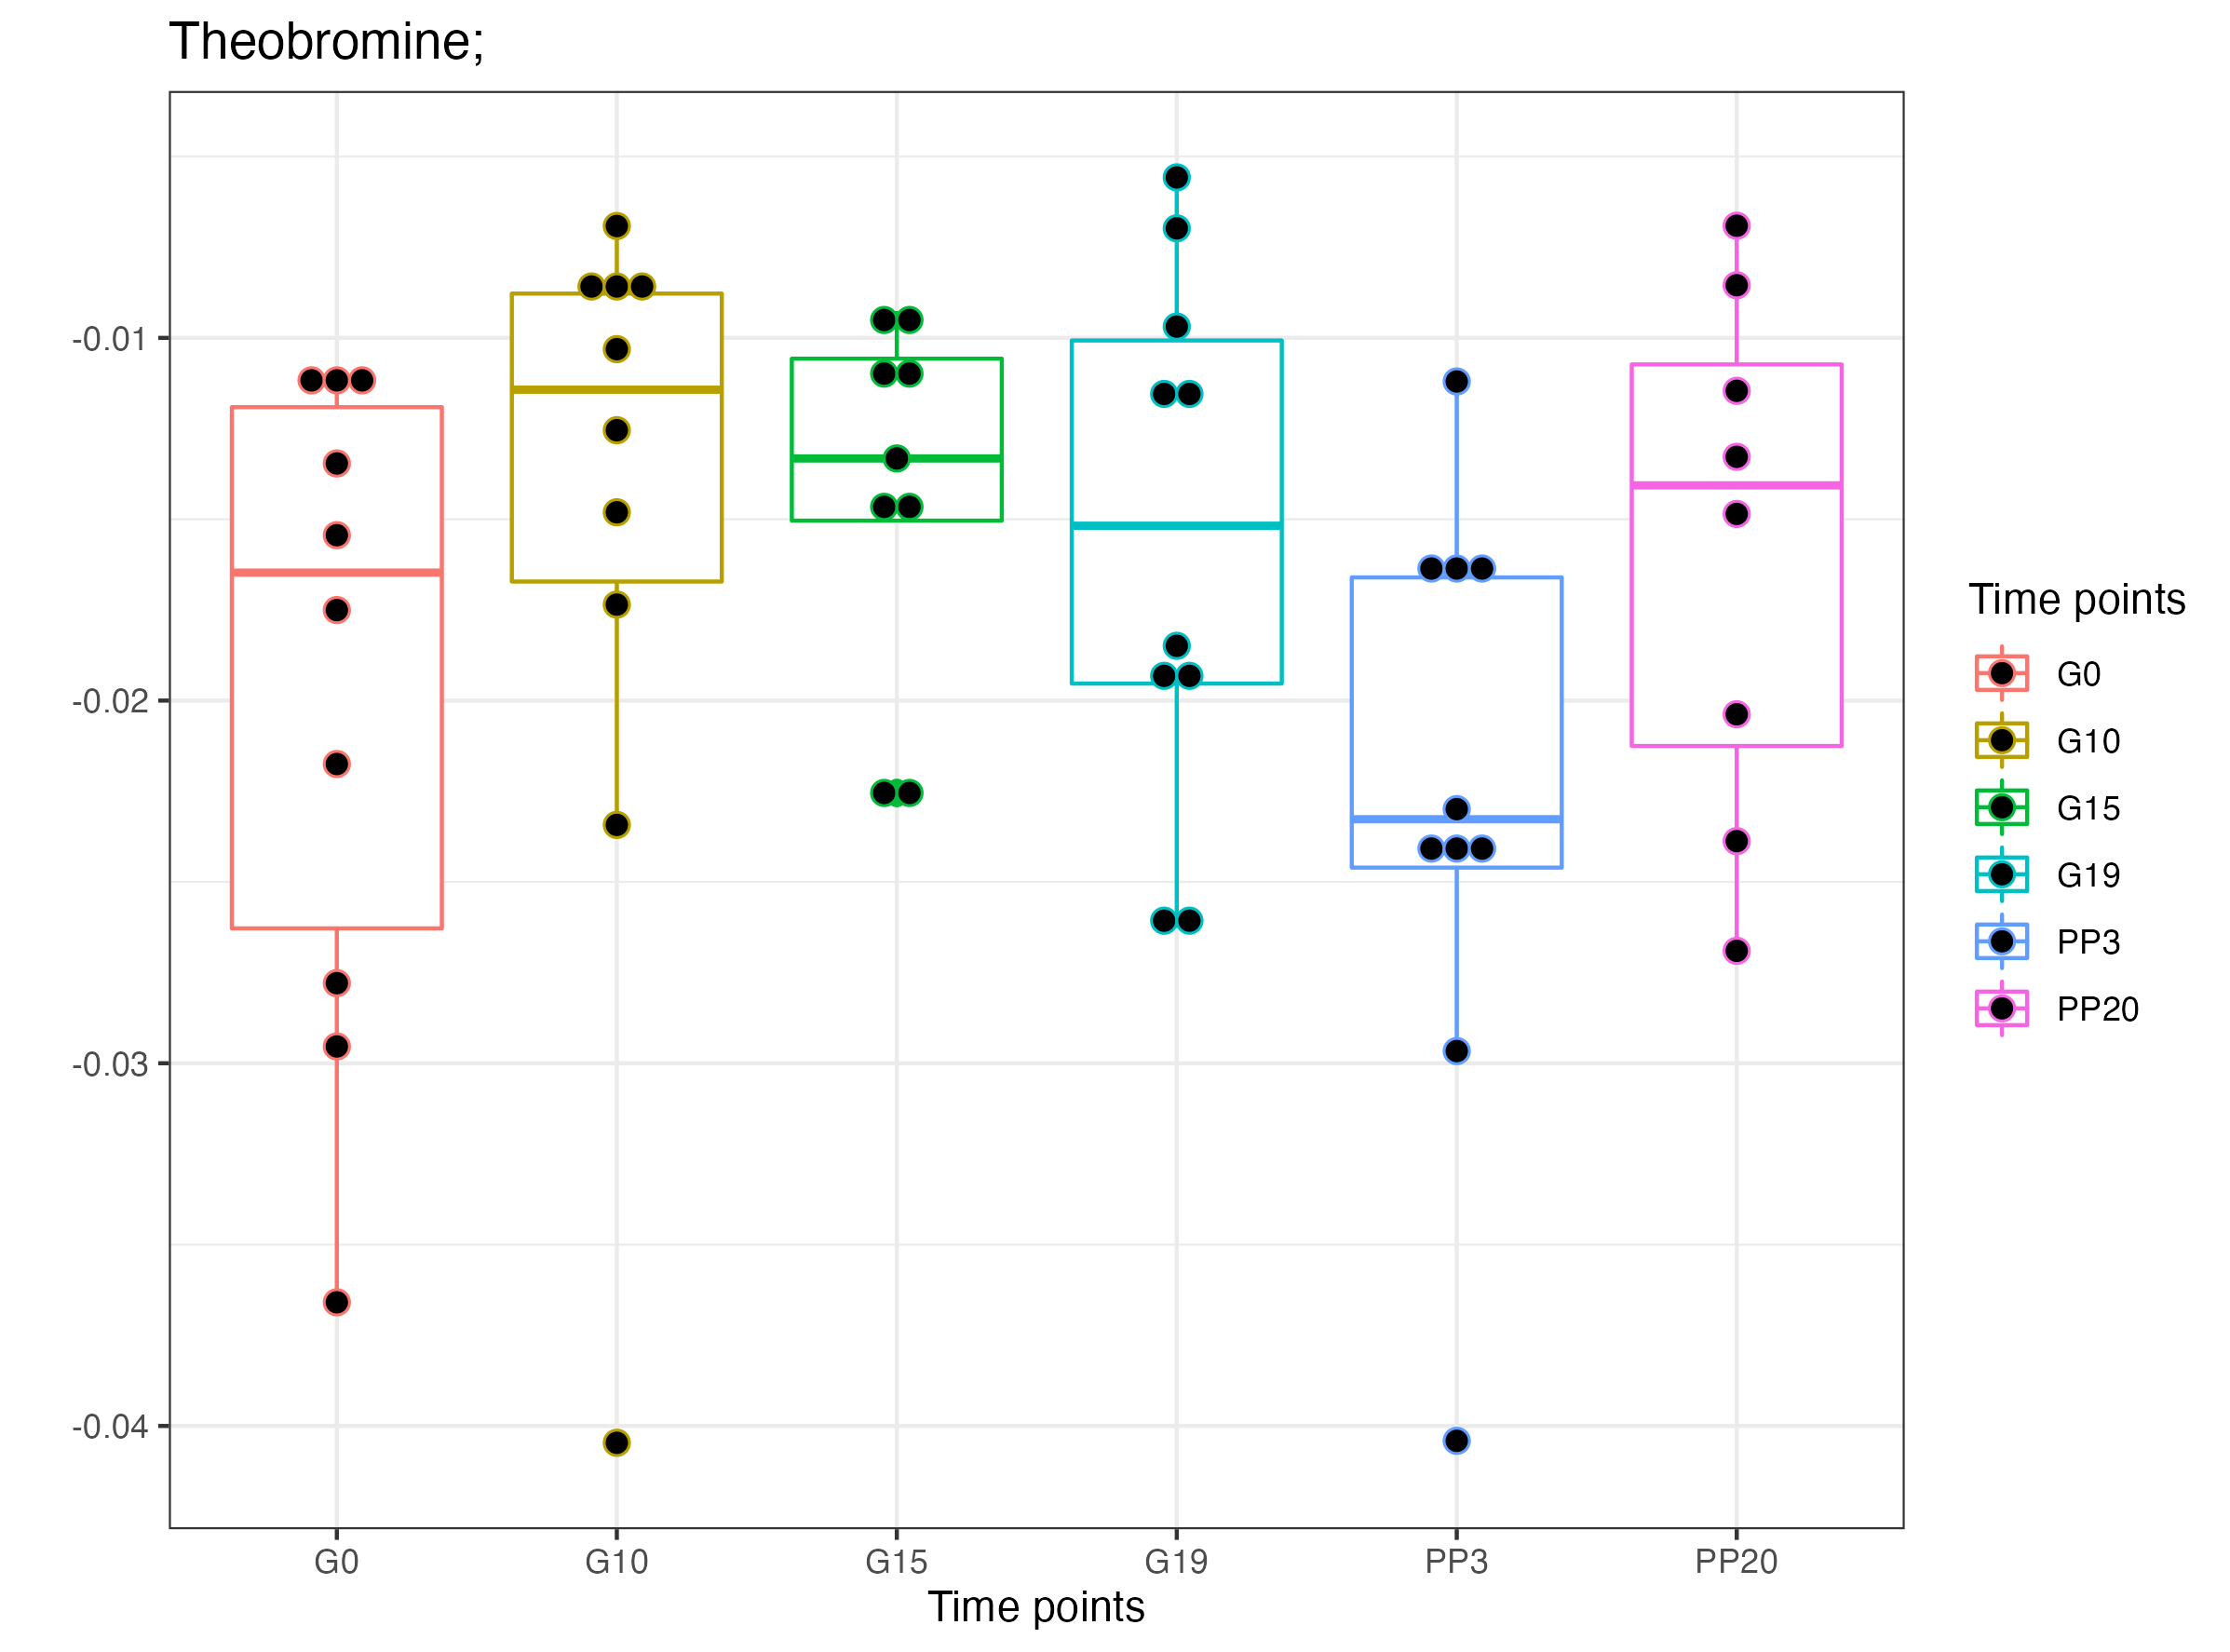 Theobromine;
-0.01
-0.02
-0.03
-0.04
G0 G10 G15 G19 PP3 PP20
Time points
Time points
G0
G10
G15
G19
PP3
PP20